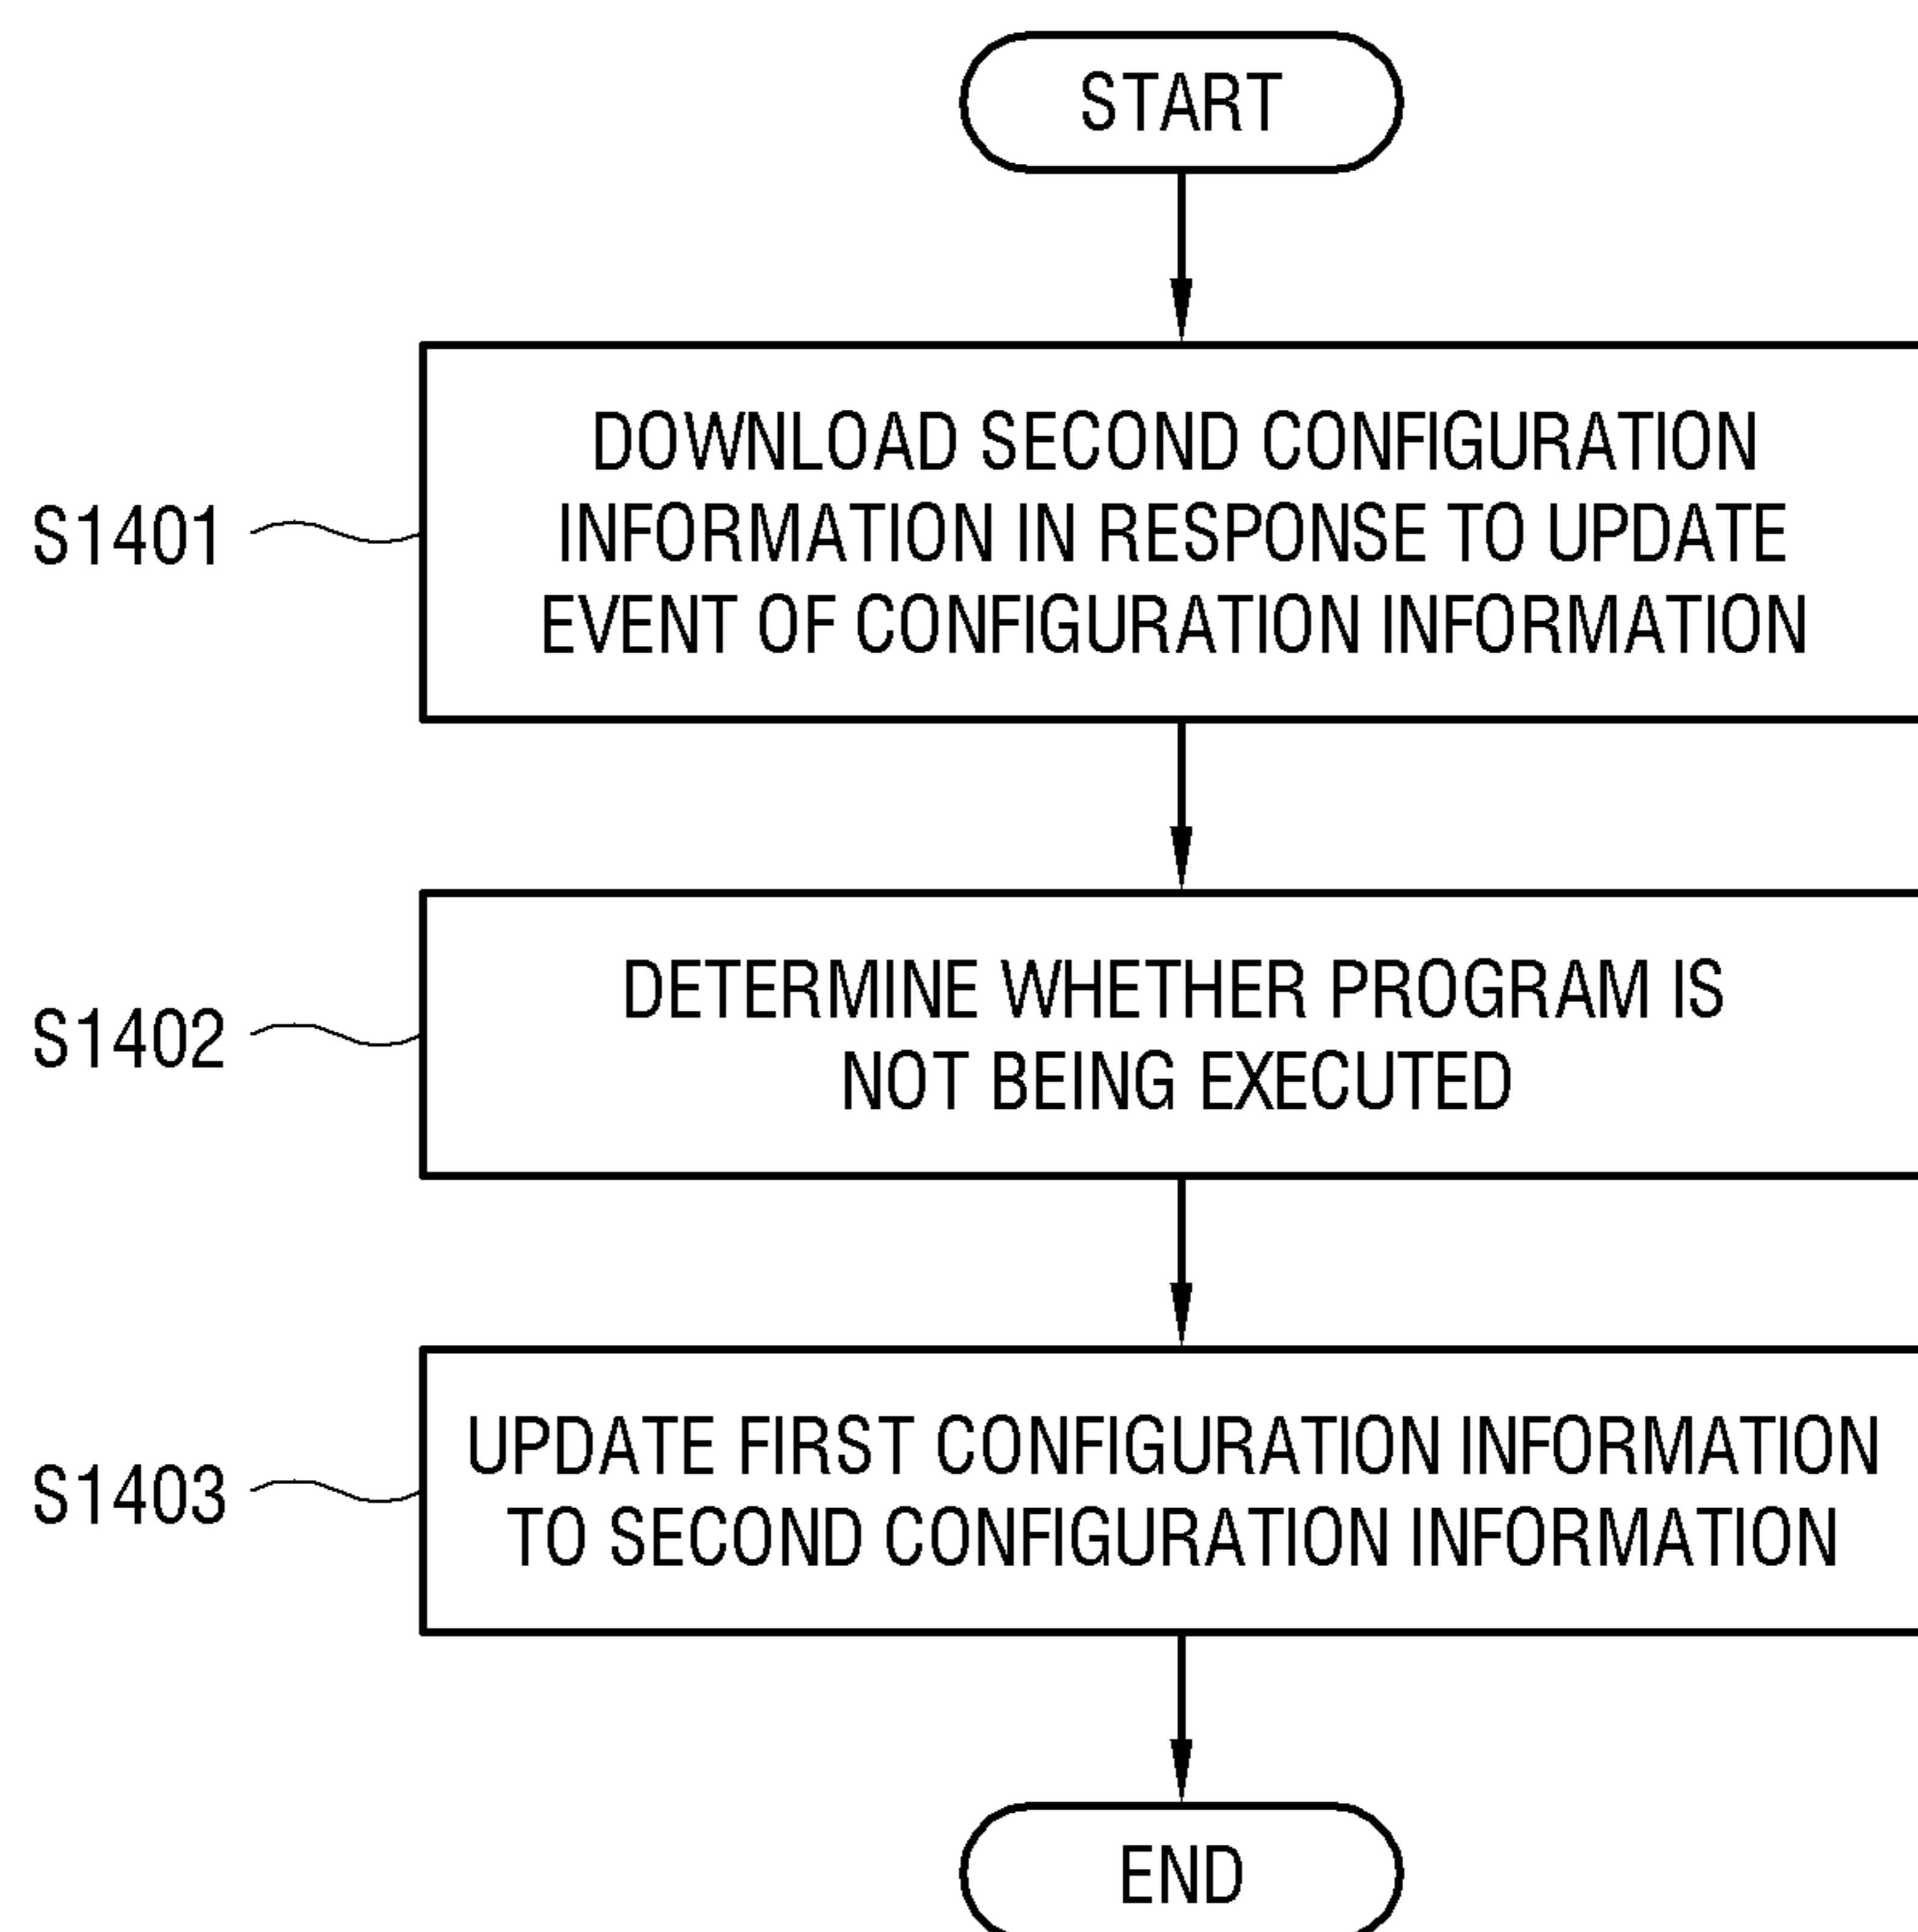 START
DOWNLOAD SECOND CONFIGURATION
INFORMATION IN RESPONSE TO UPDATE
EVENT OF CONFIGURATION INFORMATION
S1401
DETERMINE WHETHER PROGRAM IS
NOT BEING EXECUTED
S1402
UPDATE FIRST CONFIGURATION INFORMATION
TO SECOND CONFIGURATION INFORMATION
S1403
END